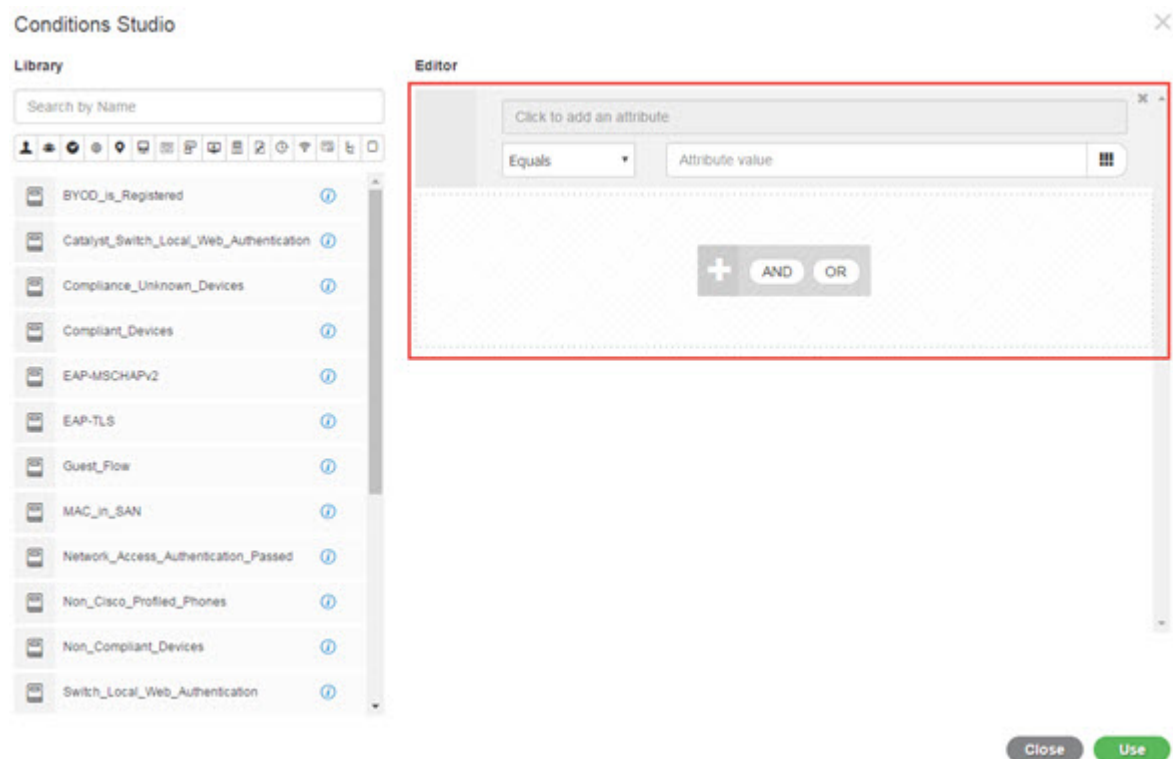 Conditions Studio
Library
Editor
Search by Name
Click to add an attribute
Equals
Attribute value
AND
OR
BYOD_is_Registered
Catalyst_Switch_Local_Web_Authentication
Compliance_Unknown_Devices
Compliant_Devices
EAP-MSCHAPv2
EAP-TLS
Guest_Flow
MAC_in_SAN
Network_Access_Authentication_Passed
Non_Cisco_Profiled_Phones
Non_Compliant_Devices
Switch_Local_Web_Authentication
Close
Use